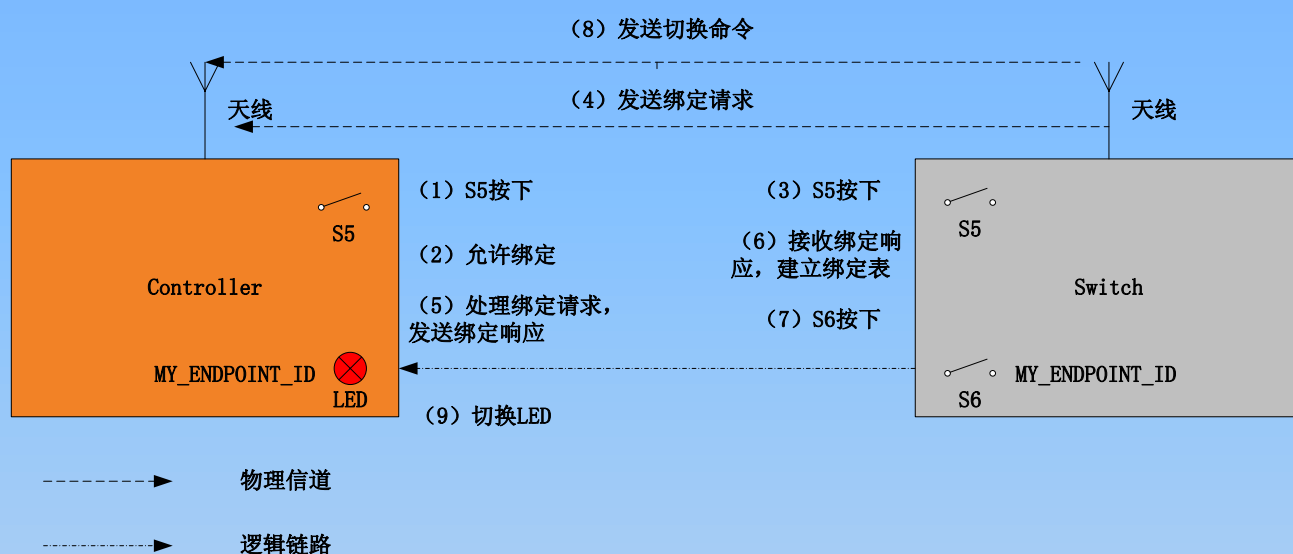 （8）发送切换命令
（4）发送绑定请求
天线
天线
（1）S5按下
（3）S5按下
S5
S5
（2）允许绑定
（6）接收绑定响
应，建立绑定表
Controller
Switch
（5）处理绑定请求，
发送绑定响应
（7）S6按下
MY_ENDPOINT_ID
MY_ENDPOINT_ID
LED
S6
（9）切换LED
物理信道
逻辑链路